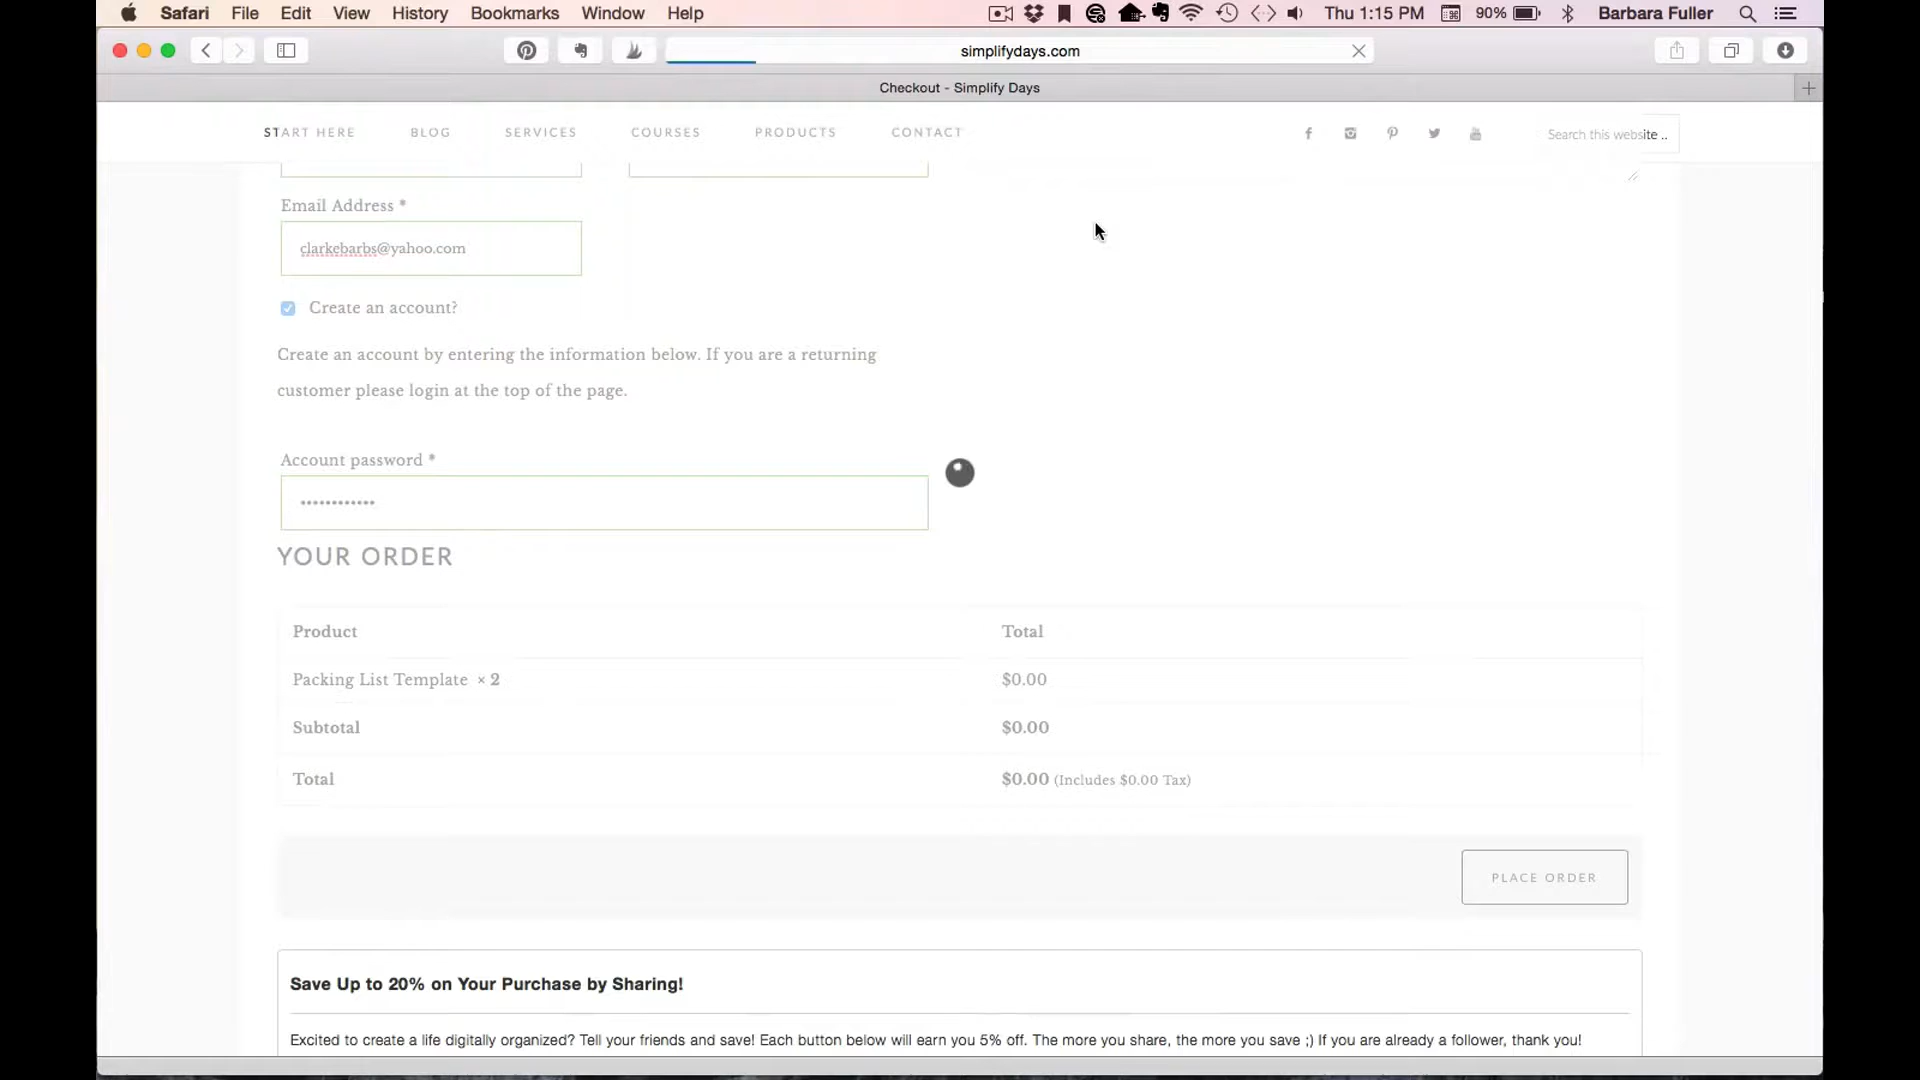 Safari File Edit View History Bookmarks Window Help Thu 1:15 PM 90% Barbara Fuller
simplifydays.com
Checkout - Simplify Days
START HERE BLOG SERVICES COURSES PRODUCTS CONTACT Search this website ..
Email Address *
clarkebarbs@yahoo.com
Create an account?
Create an account by entering the information below. If you are a returning
customer please login at the top of the page.
Account password *
••••••••••••
YOUR ORDER
Product Total
Packing List Template × 2 $0.00
Subtotal $0.00
Total $0.00 (Includes $0.00 Tax)
PLACE ORDER
Save Up to 20% on Your Purchase by Sharing!
Excited to create a life digitally organized? Tell your friends and save! Each button below will earn you 5% off. The more you share, the more you save ;) If you are already a follower, thank you!